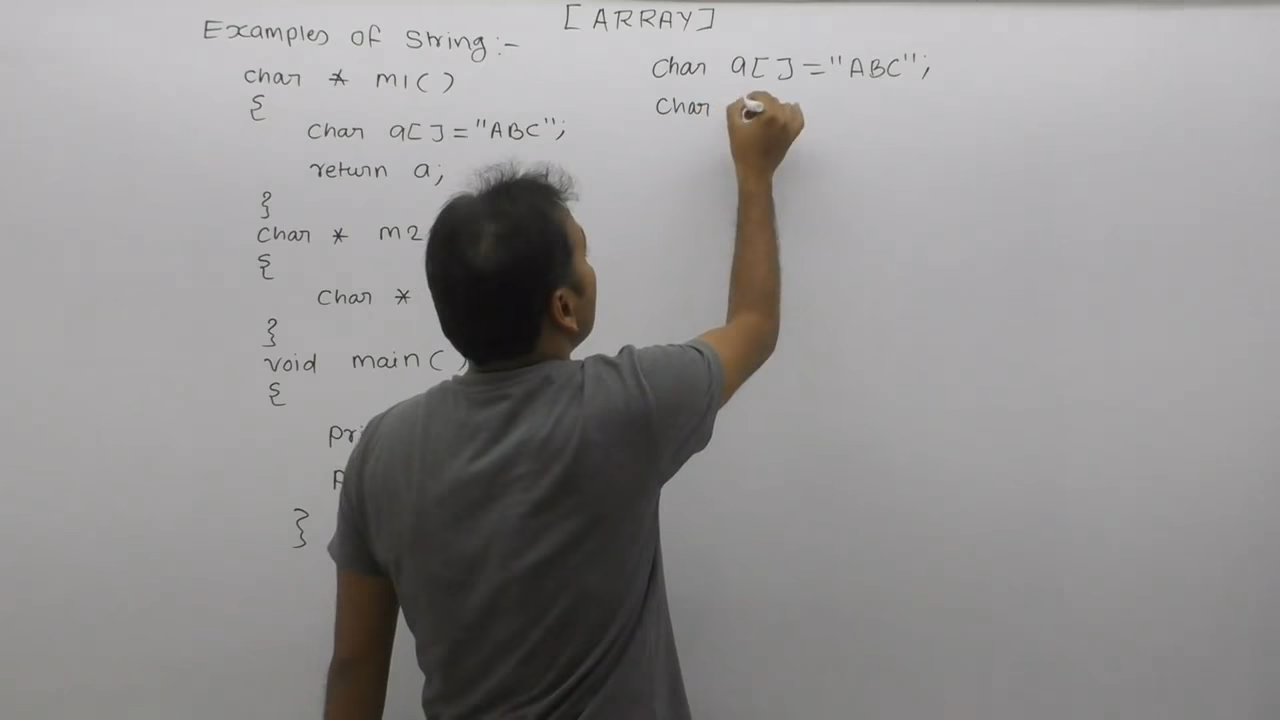 [ARRAY]
Examples of String:-
char * m1()
{
char a[]="ABC";
return a;
}
char * m2
{
char *
}
void main(
{
}
char a[]="ABC";
char